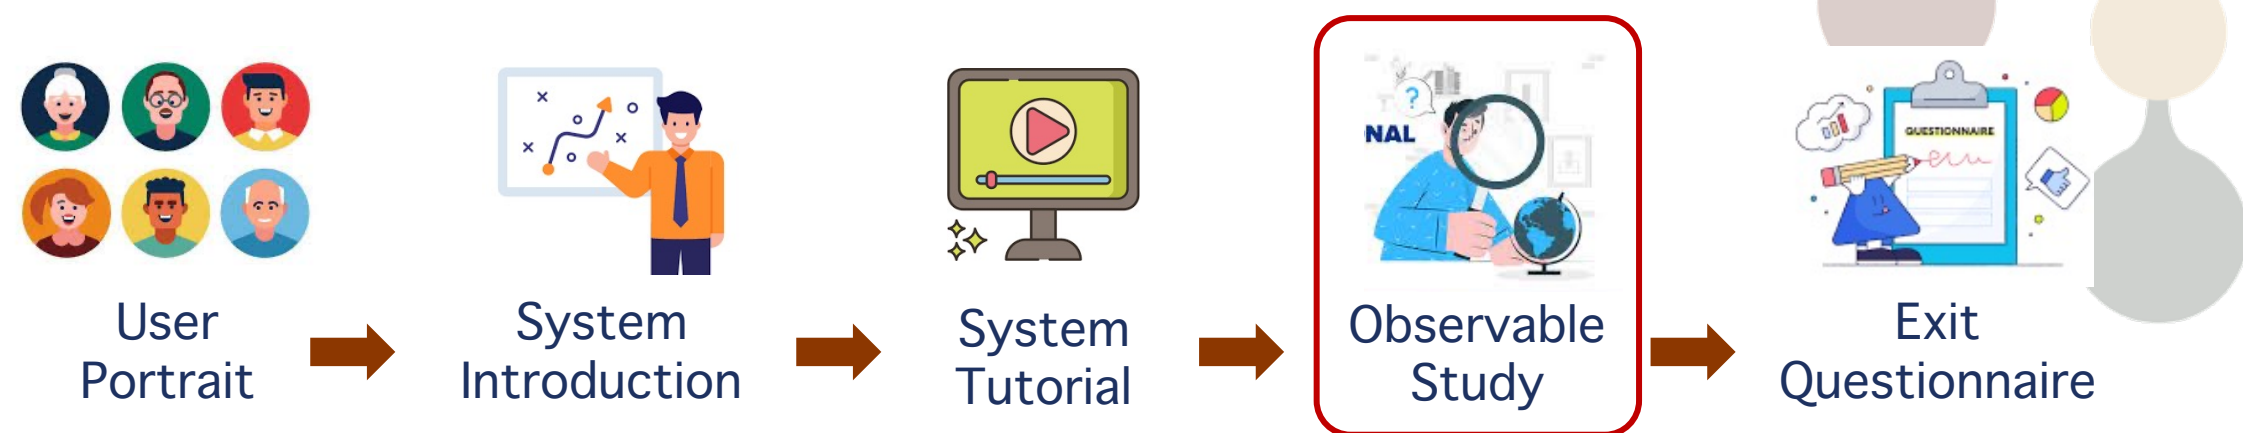 ?
NAL
QUESTIONNAIRE
User
Portrait
System
Introduction
System
Tutorial
Observable
Study
Exit
Questionnaire